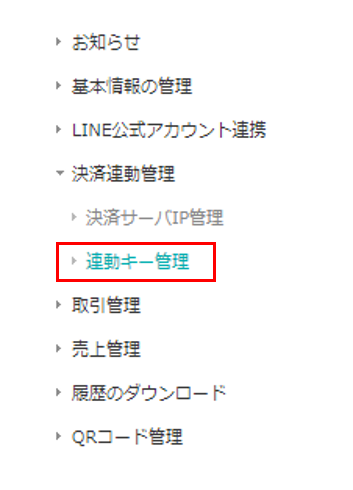 お知らせ
基本情報の管理
LINE公式アカウント連携
決済連動管理
決済サーバIP管理
連動キー管理
取引管理
売上管理
履歴のダウンロード
QRコード管理